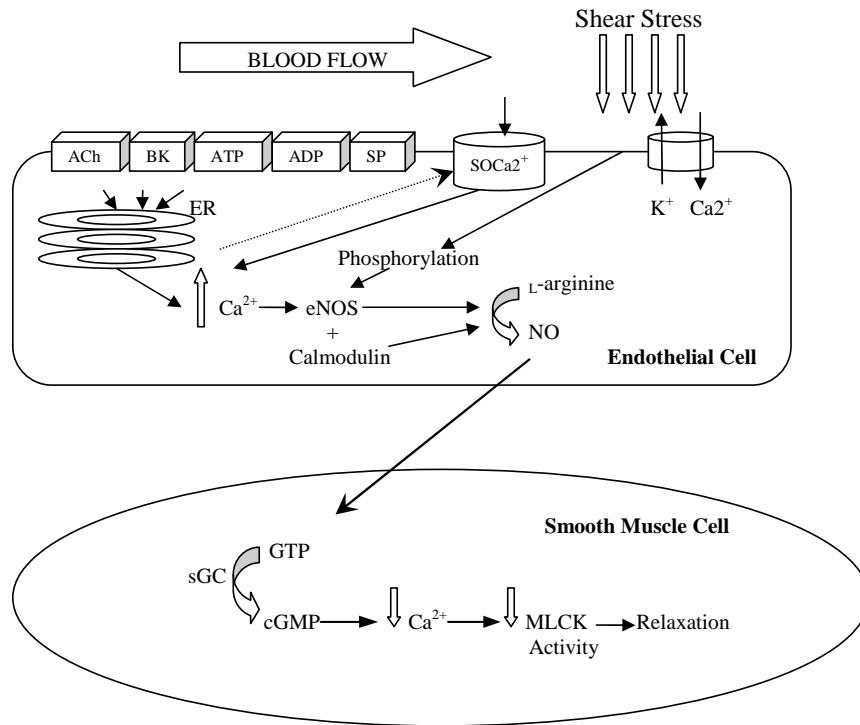 Shear Stress
BLOOD FLOW
ACh
BK
ATP
ADP
SP
SOCa2⁺
ER
K⁺ Ca2⁺
Phosphorylation
Ca²⁺
eNOS
L-arginine
+
NO
Calmodulin
Endothelial Cell
Smooth Muscle Cell
GTP
sGC
cGMP
Ca²⁺
MLCK
Relaxation
Activity